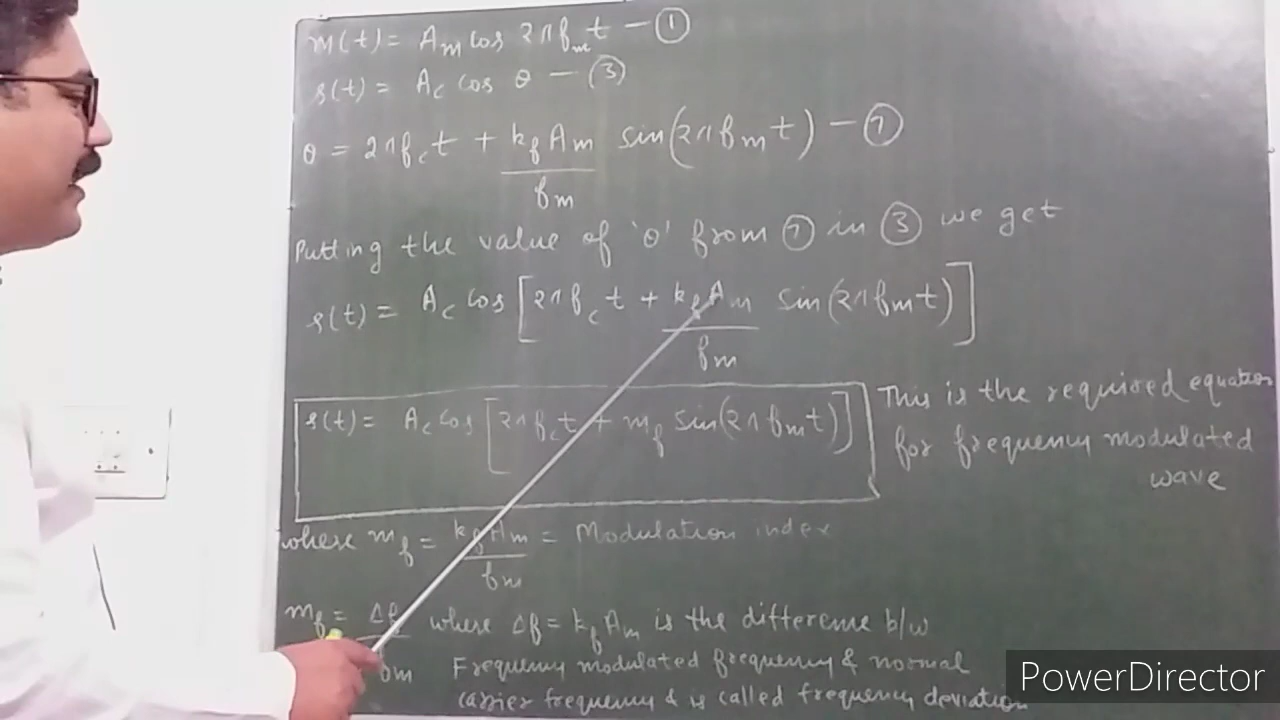 m(t) = Am cos 2πfmt — ①
s(t) = Ac cos θ — ③
θ = 2πfct + kfAm/fm sin(2πfmt) — ⑦
Putting the value of 'θ' from ⑦ in ③ we get
s(t) = Ac cos [2πfct + kfAm/fm sin(2πfmt)]
s(t) = Ac cos [2πfct + mf sin(2πfmt)]
This is the required equation
for frequency modulated
wave
where mf = kfAm/fm = Modulation index
mf = Δf/fm where Δf = kfAm is the difference b/w
Frequency modulated frequency & normal
carrier frequency & is called frequency deviation
PowerDirector